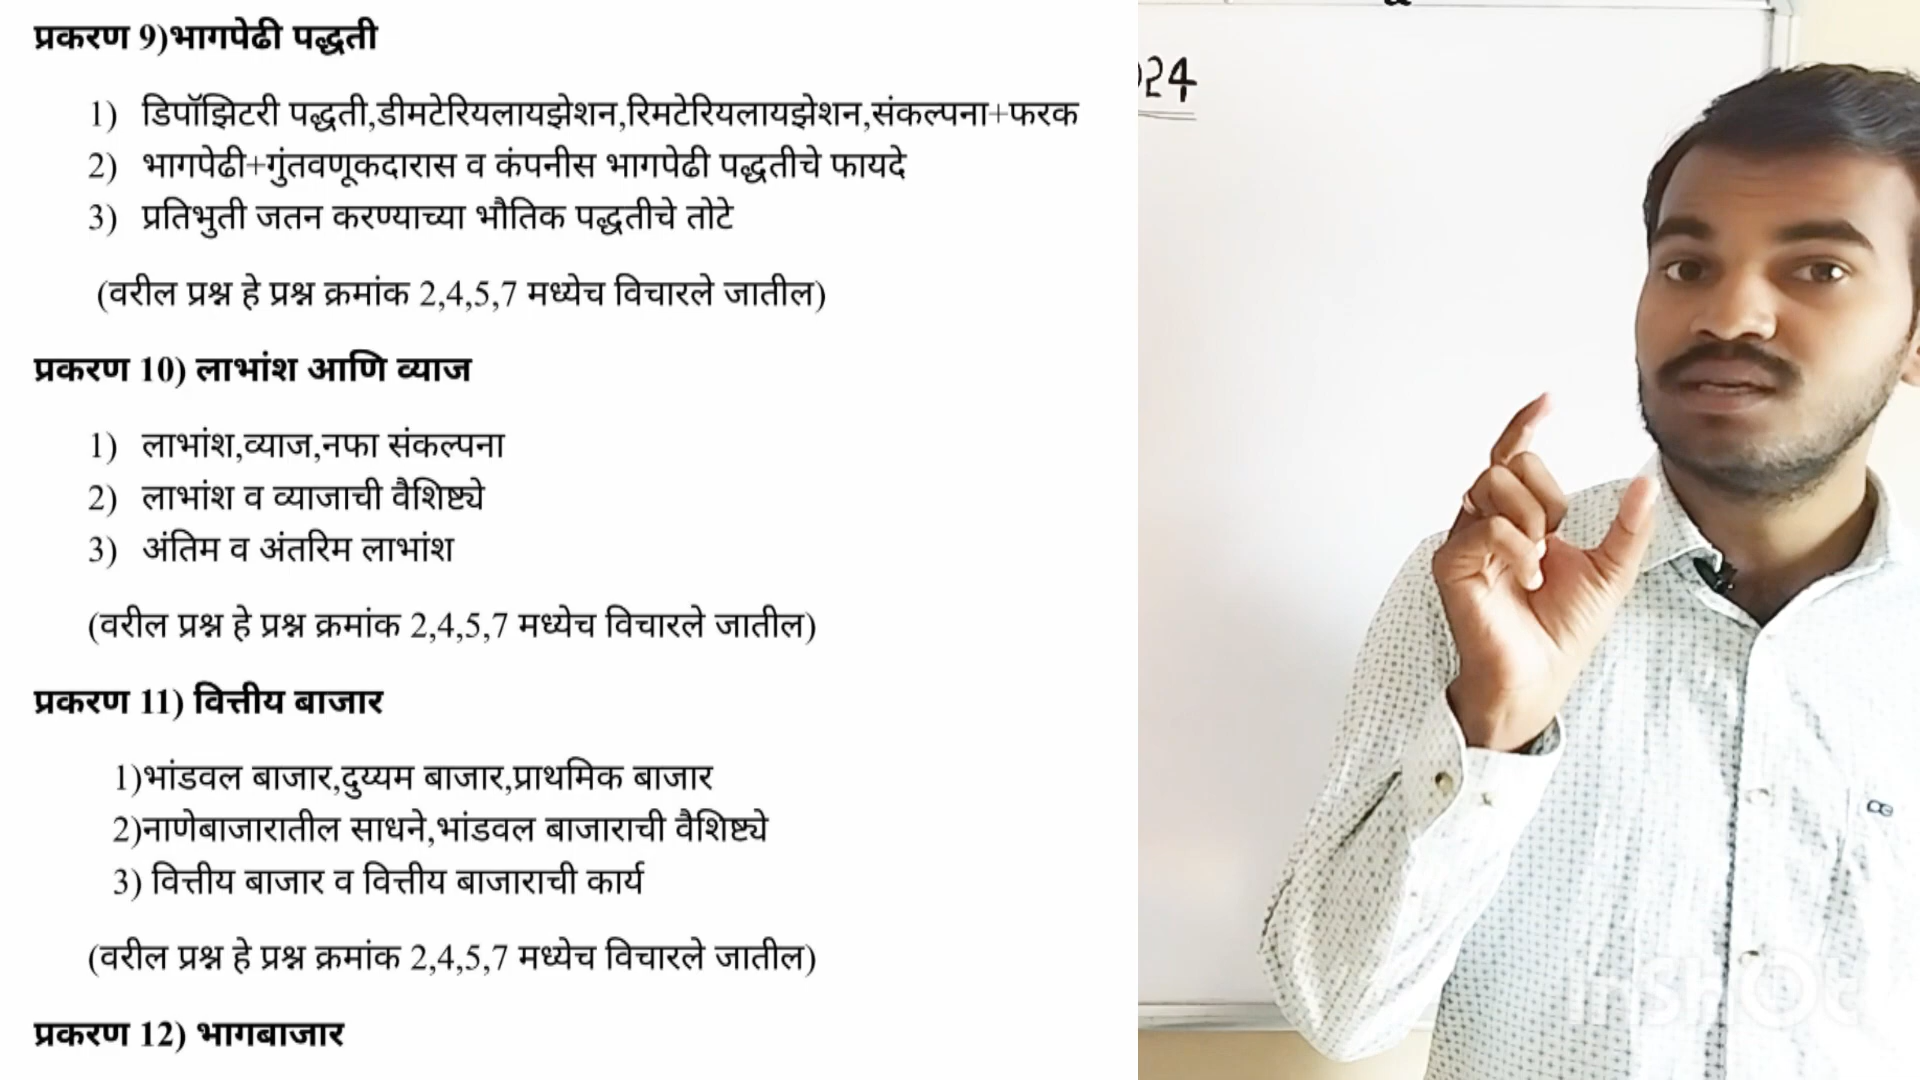 प्रकरण 9)भागपेढी पद्धती
1) डिपॉझिटरी पद्धती,डीमटेरियलायझेशन,रिमटेरियलायझेशन,संकल्पना+फरक
2) भागपेढी+गुंतवणूकदारास व कंपनीस भागपेढी पद्धतीचे फायदे
3) प्रतिभुती जतन करण्याच्या भौतिक पद्धतीचे तोटे
(वरील प्रश्न हे प्रश्न क्रमांक 2,4,5,7 मध्येच विचारले जातील)
प्रकरण 10) लाभांश आणि व्याज
1) लाभांश,व्याज,नफा संकल्पना
2) लाभांश व व्याजाची वैशिष्ट्ये
3) अंतिम व अंतरिम लाभांश
(वरील प्रश्न हे प्रश्न क्रमांक 2,4,5,7 मध्येच विचारले जातील)
प्रकरण 11) वित्तीय बाजार
1)भांडवल बाजार,दुय्यम बाजार,प्राथमिक बाजार
2)नाणेबाजारातील साधने,भांडवल बाजाराची वैशिष्ट्ये
3) वित्तीय बाजार व वित्तीय बाजाराची कार्य
(वरील प्रश्न हे प्रश्न क्रमांक 2,4,5,7 मध्येच विचारले जातील)
प्रकरण 12) भागबाजार
24
InShOt